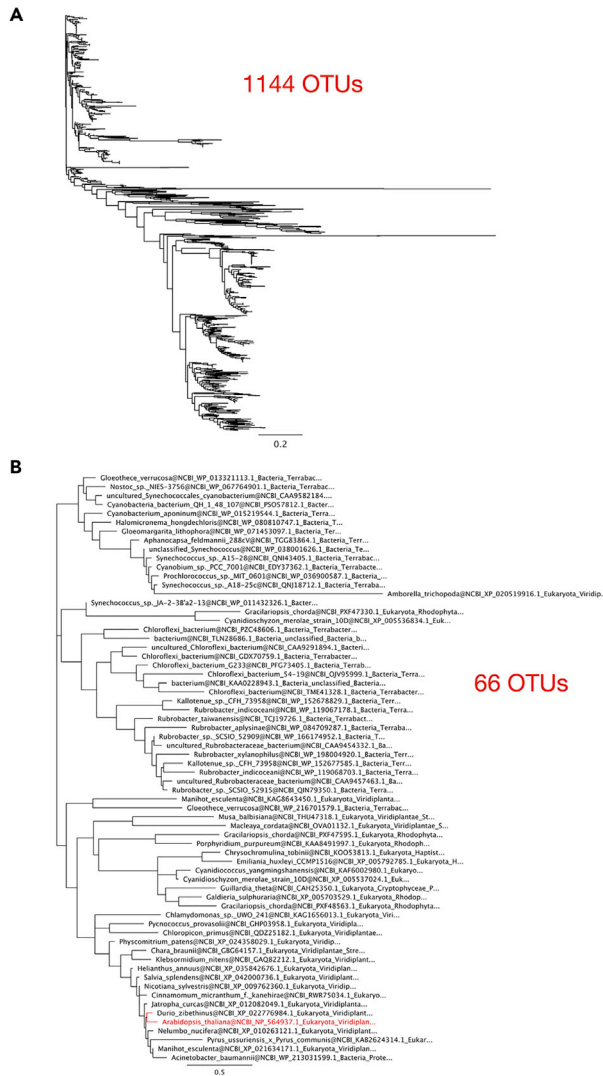 A
1144 OTUs
0.2
B
Gloeothece_verrucosa@NCBI_WP_013321113.1_Bacteria_Terrabac...
Nostoc_sp._NIES-3756@NCBI_WP_067764901.1_Bacteria_Terrabac...
uncultured_Synechococcales_cyanobacterium@NCBI_CAA9582184....
Cyanobacteria_bacterium_QH_1_48_107@NCBI_PSO57812.1_Bacter...
Cyanobacterium_aponinum@NCBI_WP_015219544.1_Bacteria_Terra...
Halomicronema_hongdechloris@NCBI_WP_080810747.1_Bacteria_T...
Gloeomargarita_lithophora@NCBI_WP_071453097.1_Bacteria_Ter...
Aphanocapsa_feldmannii_288cV@NCBI_TGG83864.1_Bacteria_Terr...
unclassified_Synechococcus@NCBI_WP_038001626.1_Bacteria_Te...
Synechococcus_sp._A15-28@NCBI_QNI43405.1_Bacteria_Terrabac...
Cyanobium_sp._PCC_7001@NCBI_EDY37362.1_Bacteria_Terrabacte...
Prochlorococcus_sp._MIT_0601@NCBI_WP_036900587.1_Bacteria_...
Synechococcus_sp._A18-25c@NCBI_QNJ18712.1_Bacteria_Terraba...
Amborella_trichopoda@NCBI_XP_020519916.1_Eukaryota_Viridip...
Synechococcus_sp._JA-2-3B'a2-13@NCBI_WP_011432326.1_Bacter...
Gracilariopsis_chorda@NCBI_PXF47330.1_Eukaryota_Rhodophyta...
Cyanidioschyzon_merolae_strain_10D@NCBI_XP_005536834.1_Euk...
Chloroflexi_bacterium@NCBI_PZC48606.1_Bacteria_Terrabacter...
bacterium@NCBI_TLN28686.1_Bacteria_unclassified_Bacteria_b...
uncultured_Chloroflexi_bacterium@NCBI_CAA9291894.1_Bacteri...
Chloroflexi_bacterium@NCBI_GDX70759.1_Bacteria_Terrabacter...
Chloroflexi_bacterium_G233@NCBI_PFG73405.1_Bacteria_Terrab...
Chloroflexi_bacterium_54-19@NCBI_OJV95999.1_Bacteria_Terra...
bacterium@NCBI_KAA0228943.1_Bacteria_unclassified_Bacteria...
Chloroflexi_bacterium@NCBI_TME41328.1_Bacteria_Terrabacter...
Kallotenue_sp._CFH_73958@NCBI_WP_152678829.1_Bacteria_Terr...
Rubrobacter_indicoceani@NCBI_WP_119067178.1_Bacteria_Terra...
Rubrobacter_taiwanensis@NCBI_TCJ19726.1_Bacteria_Terrabact...
Rubrobacter_aplysinae@NCBI_WP_084709287.1_Bacteria_Terraba...
Rubrobacter_sp._SCSIO_52909@NCBI_WP_166174952.1_Bacteria_T...
uncultured_Rubrobacteraceae_bacterium@NCBI_CAA9454332.1_Ba...
Rubrobacter_xylanophilus@NCBI_WP_198004920.1_Bacteria_Terr...
Kallotenue_sp._CFH_73958@NCBI_WP_152677585.1_Bacteria_Terr...
Rubrobacter_indicoceani@NCBI_WP_119068703.1_Bacteria_Terra...
uncultured_Rubrobacteraceae_bacterium@NCBI_CAA9457463.1_Ba...
Rubrobacter_sp._SCSIO_52915@NCBI_QIN79350.1_Bacteria_Terra...
Manihot_esculenta@NCBI_KAG8643450.1_Eukaryota_Viridiplanta...
Gloeothece_verrucosa@NCBI_WP_216701579.1_Bacteria_Terrabac...
Musa_balbisiana@NCBI_THU47318.1_Eukaryota_Viridiplantae_St...
Macleaya_cordata@NCBI_OVA01132.1_Eukaryota_Viridiplantae_S...
Gracilariopsis_chorda@NCBI_PXF47595.1_Eukaryota_Rhodophyta...
Porphyridium_purpureum@NCBI_KAA8491997.1_Eukaryota_Rhodoph...
Chrysochromulina_tobinii@NCBI_KOO53813.1_Eukaryota_Haptist...
Emiliania_huxleyi_CCMP1516@NCBI_XP_005792785.1_Eukaryota_H...
Cyanidiococcus_yangmingshanensis@NCBI_KAF6002980.1_Eukaryo...
Cyanidioschyzon_merolae_strain_10D@NCBI_XP_005537024.1_Euk...
Guillardia_theta@NCBI_CAH25350.1_Eukaryota_Cryptophyceae_P...
Galdieria_sulphuraria@NCBI_XP_005703529.1_Eukaryota_Rhodop...
Gracilariopsis_chorda@NCBI_PXF48563.1_Eukaryota_Rhodophyta...
Chlamydomonas_sp._UWO_241@NCBI_KAG1656013.1_Eukaryota_Viri...
Pycnococcus_provasolii@NCBI_GHP03958.1_Eukaryota_Viridipla...
Chloropicon_primus@NCBI_QDZ25182.1_Eukaryota_Viridiplantae...
Physcomitrium_patens@NCBI_XP_024358029.1_Eukaryota_Viridip...
Chara_braunii@NCBI_GBG64157.1_Eukaryota_Viridiplantae_Stre...
Klebsormidium_nitens@NCBI_GAQ82212.1_Eukaryota_Viridiplant...
Helianthus_annuus@NCBI_XP_035842676.1_Eukaryota_Viridiplan...
Salvia_splendens@NCBI_XP_042000736.1_Eukaryota_Viridiplant...
Nicotiana_sylvestris@NCBI_XP_009762360.1_Eukaryota_Viridip...
Cinnamomum_micranthum_f._kanehirae@NCBI_RWR75034.1_Eukaryo...
Jatropha_curcas@NCBI_XP_012082049.1_Eukaryota_Viridiplanta...
Durio_zibethinus@NCBI_XP_022776984.1_Eukaryota_Viridiplant...
Arabidopsis_thaliana@NCBI_NP_564937.1_Eukaryota_Viridiplan...
Nelumbo_nucifera@NCBI_XP_010263121.1_Eukaryota_Viridiplant...
Pyrus_ussuriensis_x_Pyrus_communis@NCBI_KAB2624314.1_Eukar...
Manihot_esculenta@NCBI_XP_021634171.1_Eukaryota_Viridiplant...
Acinetobacter_baumannii@NCBI_WP_213031599.1_Bacteria_Prote...
66 OTUs
0.5